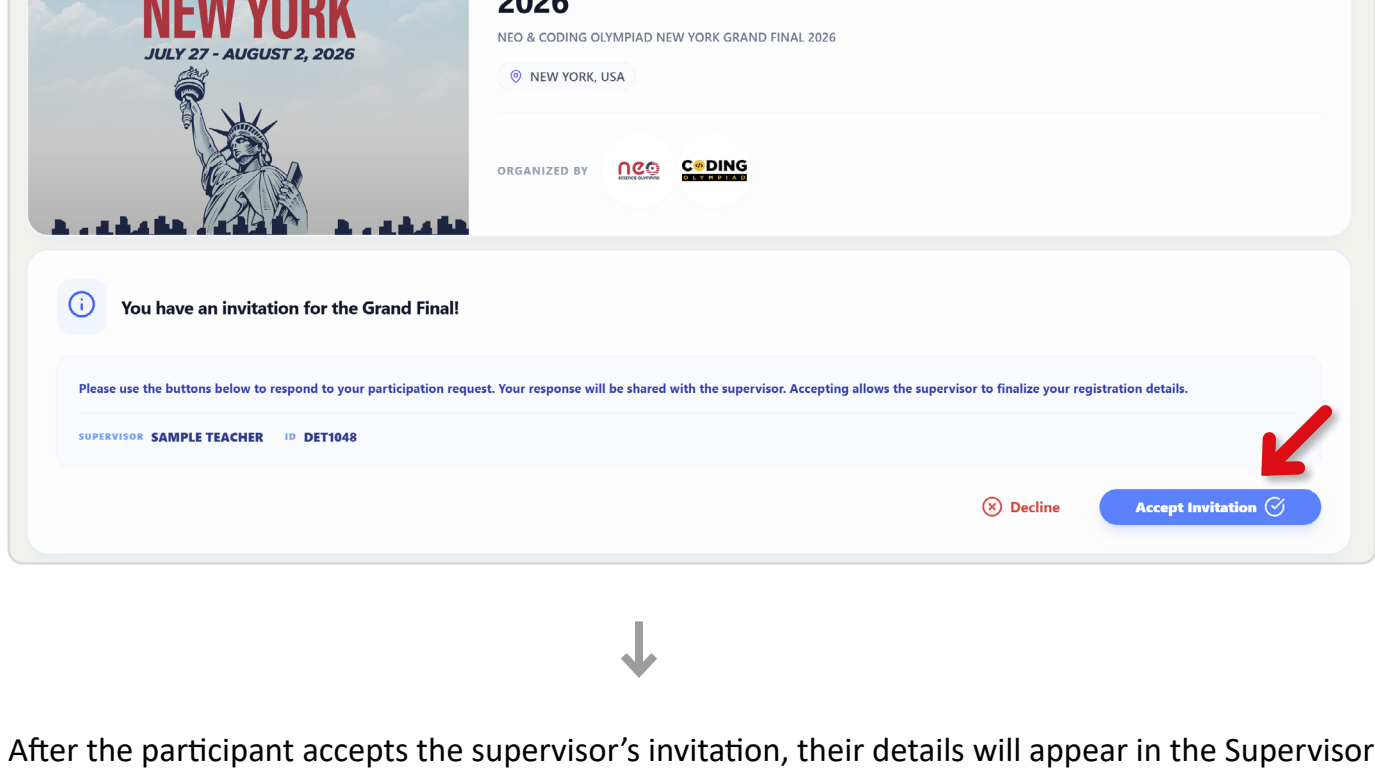 NEW YORK
JULY 27 - AUGUST 2, 2026
2026
NEO & CODING OLYMPIAD NEW YORK GRAND FINAL 2026
NEW YORK, USA
ORGANIZED BY
neo
SCIENCE OLYMPIAD
CODING
OLYMPIAD
You have an invitation for the Grand Final!
Please use the buttons below to respond to your participation request. Your response will be shared with the supervisor. Accepting allows the supervisor to finalize your registration details.
SUPERVISOR SAMPLE TEACHER ID DET1048
Decline
Accept Invitation
After the participant accepts the supervisor’s invitation, their details will appear in the Supervisor